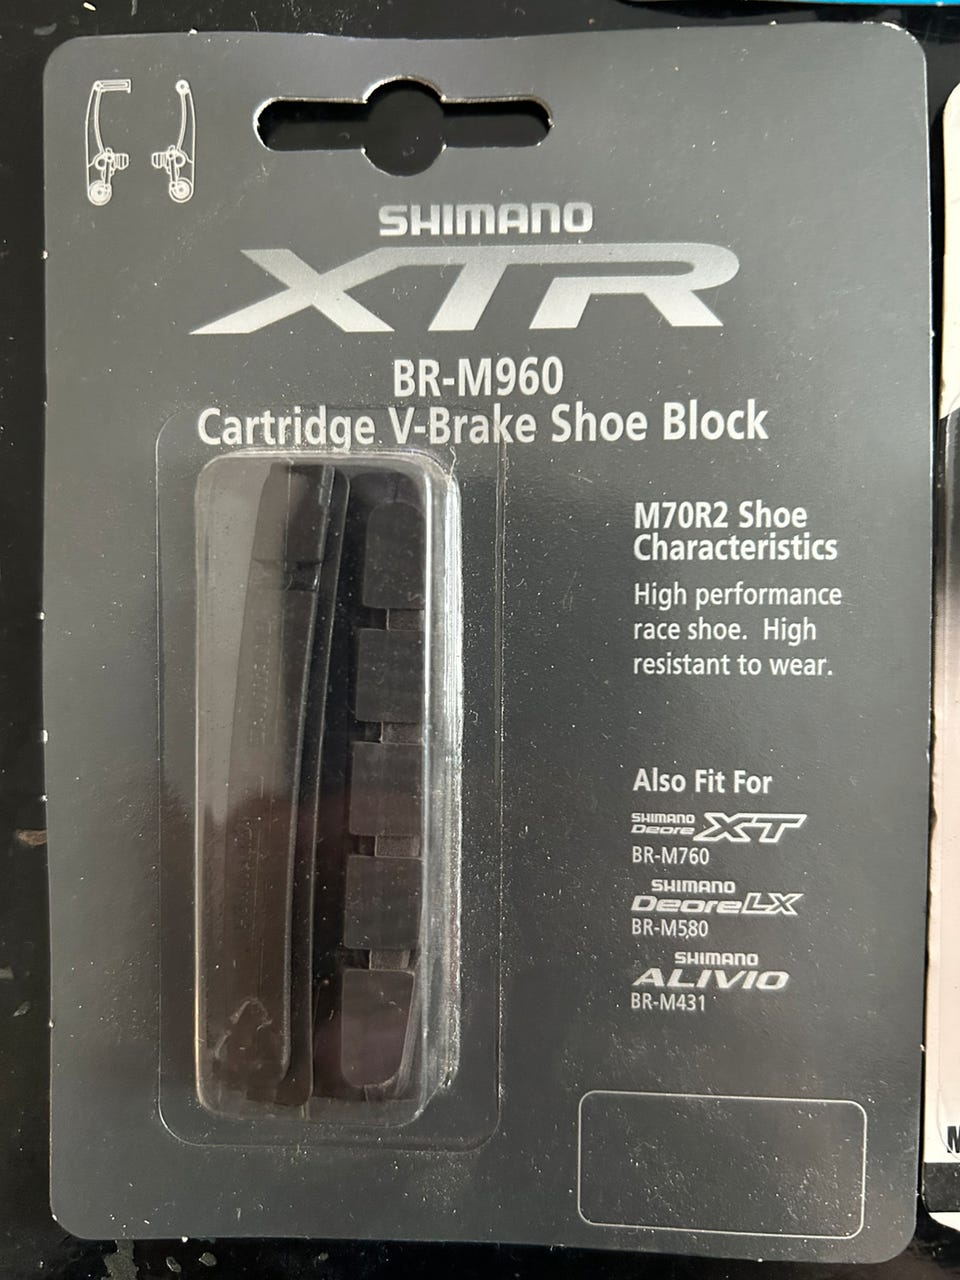 SHIMANO
XTR
BR-M960
Cartridge V-Brake Shoe Block
M70R2 Shoe
Characteristics
High performance
race shoe. High
resistant to wear.
Also Fit For
SHIMANO
Deore XT
BR-M760
SHIMANO
Deore LX
BR-M580
SHIMANO
ALIVIO
BR-M431